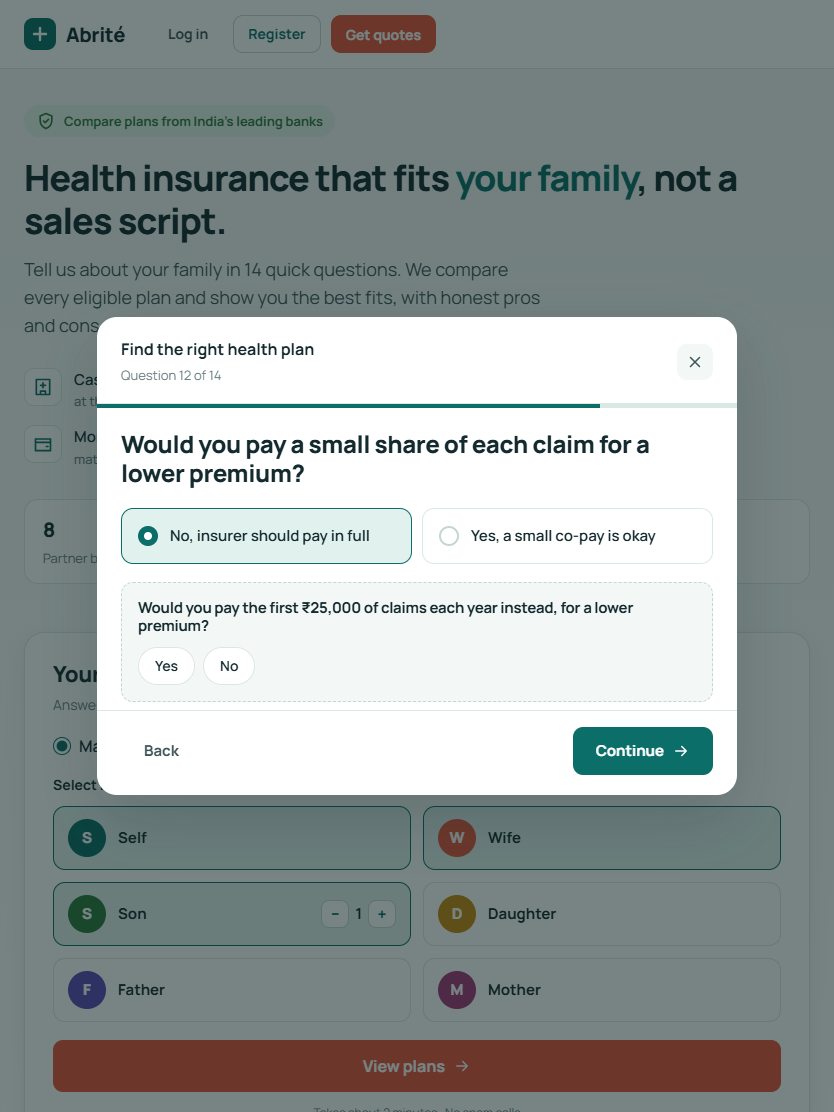 Abrité
Log in
Register
Get quotes
Compare plans from India's leading banks
Health insurance that fits your family, not a
sales script.
Tell us about your family in 14 quick questions. We compare
every eligible plan and show you the best fits, with honest pros
and cons
Find the right health plan
Question 12 of 14
Would you pay a small share of each claim for a
lower premium?
No, insurer should pay in full
Yes, a small co-pay is okay
Would you pay the first ₹25,000 of claims each year instead, for a lower
premium?
Yes
No
Back
Continue
8
Partner
Your
Select
S
Self
W
Wife
S
Son
− 1 +
D
Daughter
F
Father
M
Mother
View plans